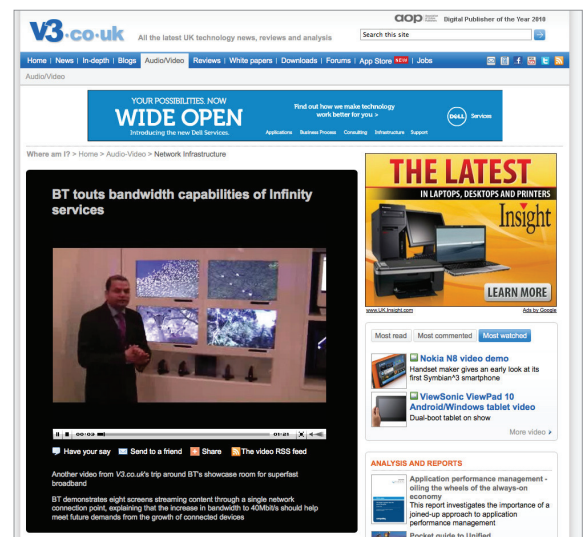 V3.co.uk
All the latest UK technology news, reviews and analysis
aop Digital Publisher of the Year 2010
Search this site
Home | News | In-depth | Blogs Audio/Video Reviews | White papers | Downloads | Forums | App Store NEW | Jobs
Audio/Video
YOUR POSSIBILITIES. NOW
WIDE OPEN
Introducing the new Dell Services.
Find out how we make technology
work better for you >
Applications Business Process Consulting Infrastructure Support
DELL Services
Where am I? > Home > Audio-Video > Network Infrastructure
BT touts bandwidth capabilities of Infinity
services
00:03
01:21
Have your say Send to a friend Share The video RSS feed
Another video from V3.co.uk's trip around BT's showcase room for superfast
broadband
BT demonstrates eight screens streaming content through a single network
connection point, explaining that the increase in bandwidth to 40Mbit/s should help
meet future demands from the growth of connected devices
THE LATEST
IN LAPTOPS, DESKTOPS AND PRINTERS
Insight
LEARN MORE
www.UK.Insight.com
Ads by Google
Most read Most commented Most watched
Nokia N8 video demo
Handset maker gives an early look at its
first Symbian^3 smartphone
ViewSonic ViewPad 10
Android/Windows tablet video
Dual-boot tablet on show
More video
ANALYSIS AND REPORTS
Application performance management -
oiling the wheels of the always-on
economy
This report investigates the importance of a
joined-up approach to application
performance management
Pocket guide to Unified